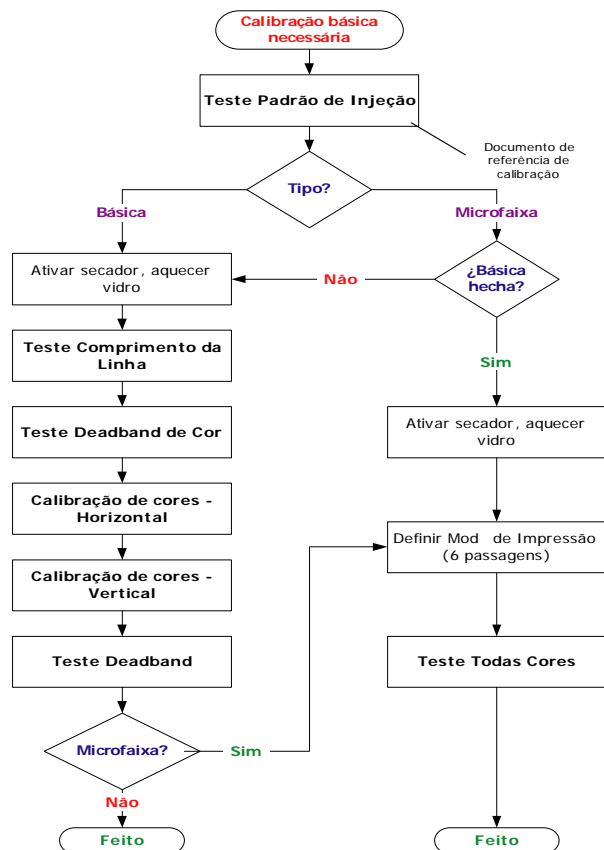 Calibração básica
necessária
Teste Padrão de Injeção
Documento de
referência de
calibração
Tipo?
Básica
Microfaixa
Ativar secador, aquecer
vidro
Não
¿Básica
hecha?
Teste Comprimento da
Linha
Sim
Teste Deadband de Cor
Ativar secador, aquecer
vidro
Calibração de cores -
Horizontal
Definir Mod de Impressão
(6 passagens)
Calibração de cores -
Vertical
Teste Deadband
Teste Todas Cores
Microfaixa?
Sim
Não
Feito
Feito